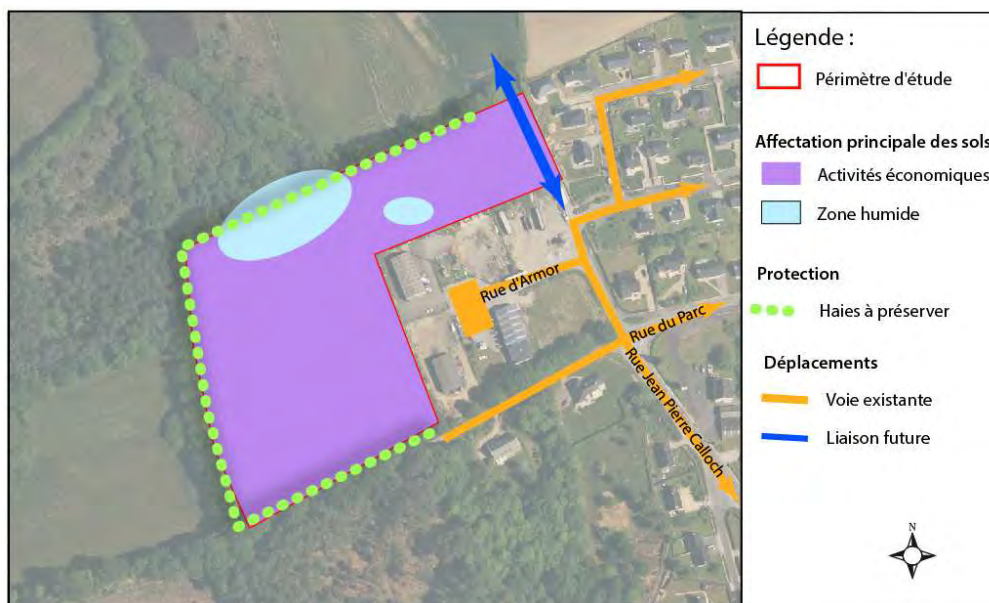 Légende :
Périmètre d'étude
Affectation principale des sols
Activités économiques
Zone humide
Protection
Haies à préserver
Déplacements
Voie existante
Liaison future
N
Rue d'Armor
Rue du Parc
Rue Jean Pierre Calloch